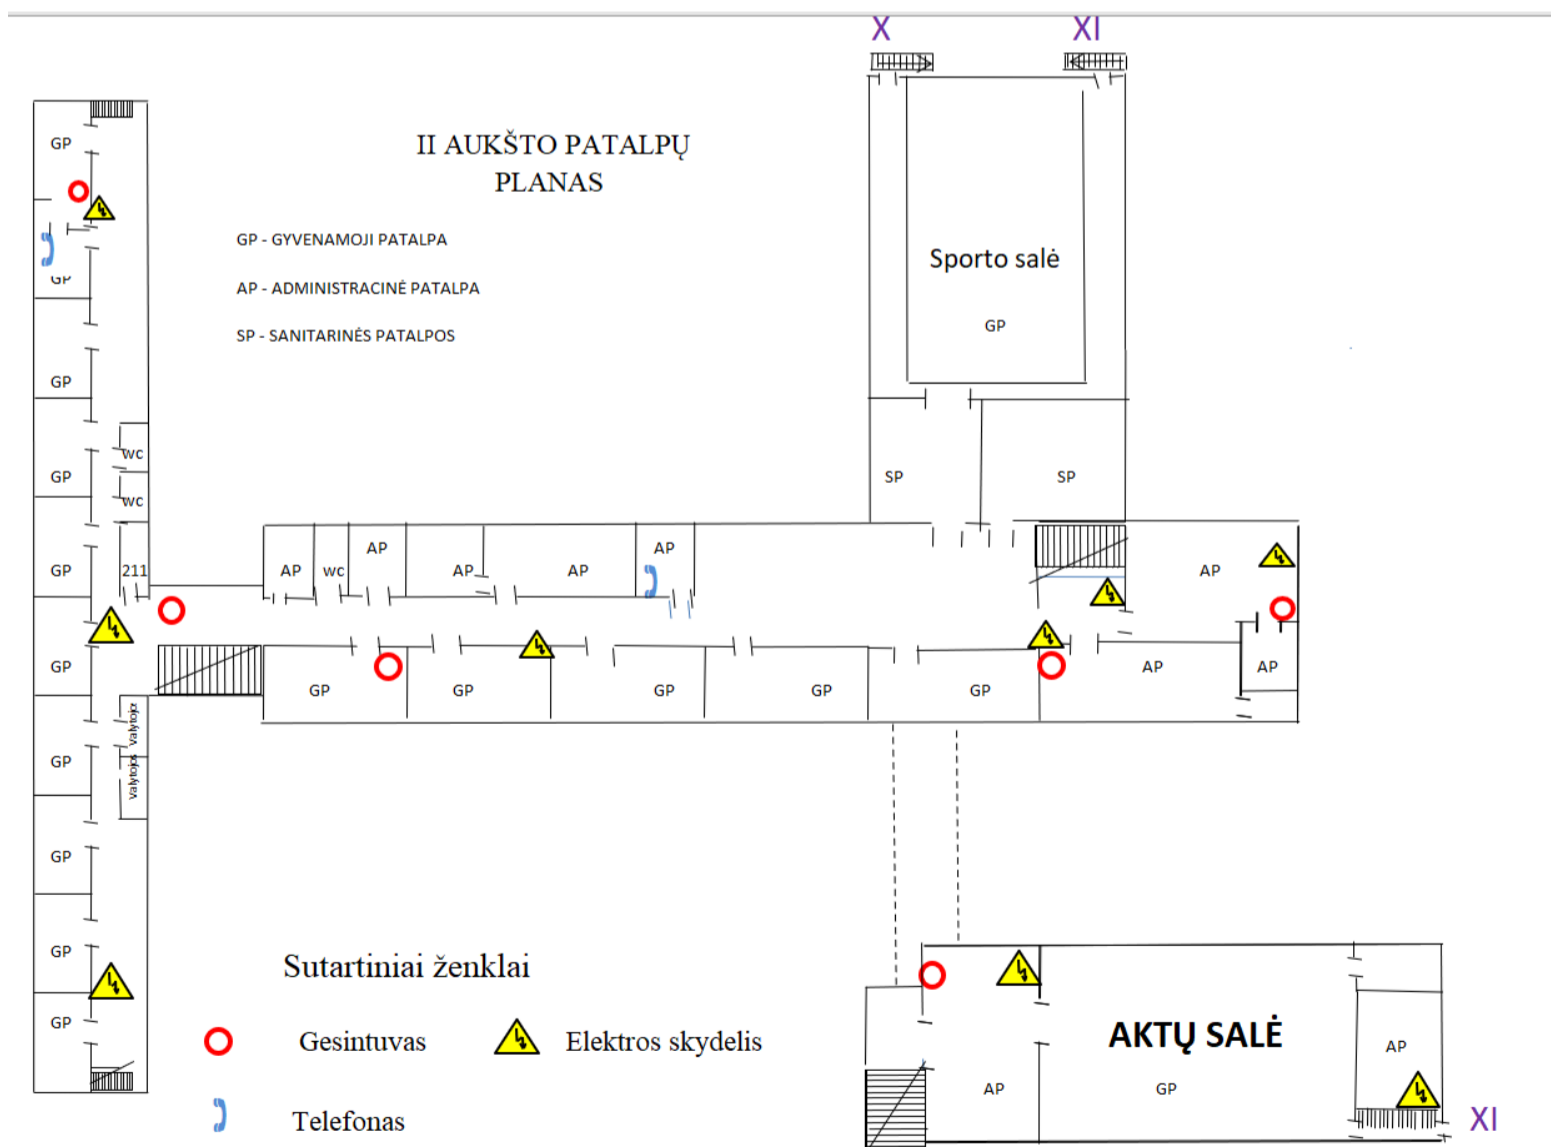 X XI
II AUKŠTO PATALPŲ
PLANAS
GP - GYVENAMOJI PATALPA
AP - ADMINISTRACINĖ PATALPA
SP - SANITARINĖS PATALPOS
GP
GP
GP
GP
GP
GP
GP
GP
GP
GP
wc
wc
211
Valytojos
Sporto salė
GP
SP SP
AP wc AP AP AP AP
AP
GP GP GP GP GP
AP AP
Sutartiniai ženklai
Gesintuvas Elektros skydelis
Telefonas
AKTŲ SALĖ
AP GP AP
XI